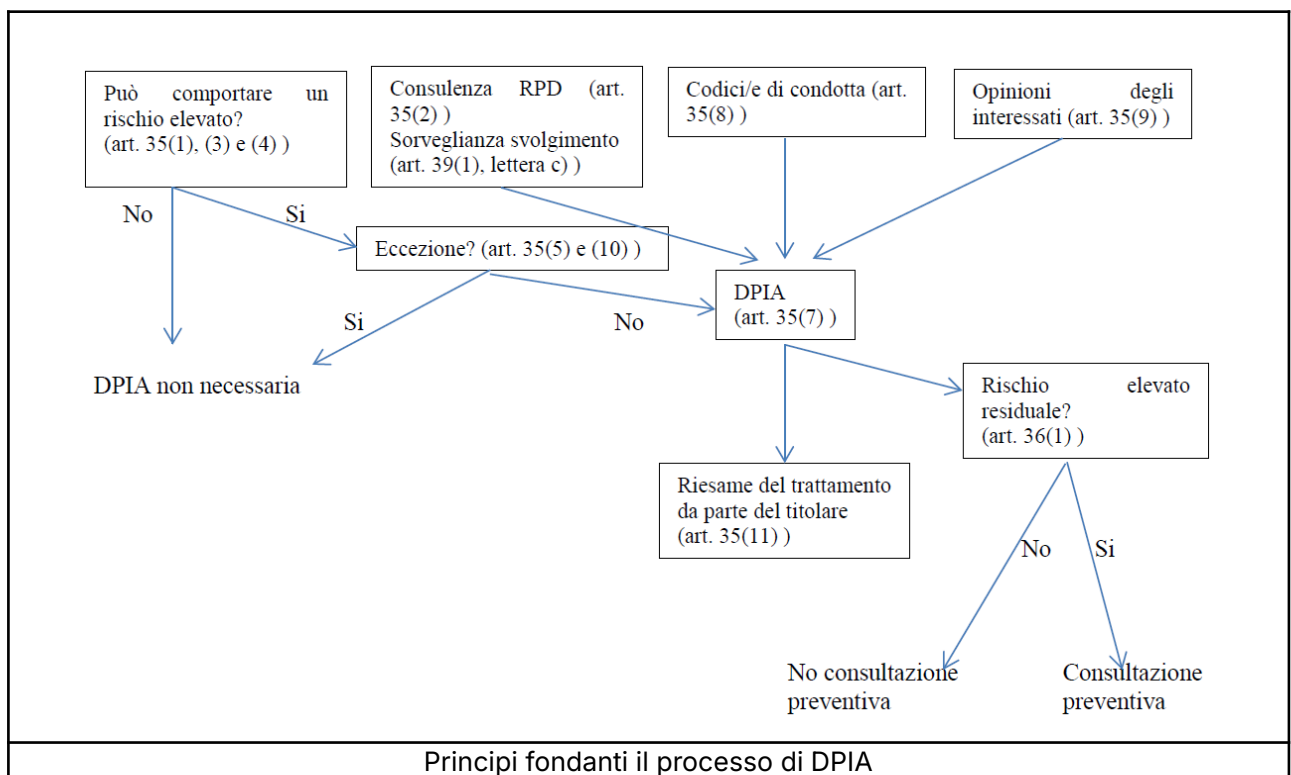 Può comportare un
rischio elevato?
(art. 35(1), (3) e (4) )
Consulenza RPD (art.
35(2) )
Sorveglianza svolgimento
(art. 39(1), lettera c) )
Codici/e di condotta (art.
35(8) )
Opinioni degli
interessati (art. 35(9) )
No
Si
Eccezione? (art. 35(5) e (10) )
DPIA
(art. 35(7) )
Si
No
DPIA non necessaria
Rischio elevato
residuale?
(art. 36(1) )
Riesame del trattamento
da parte del titolare
(art. 35(11) )
No
Si
No consultazione
preventiva
Consultazione
preventiva
Principi fondanti il processo di DPIA